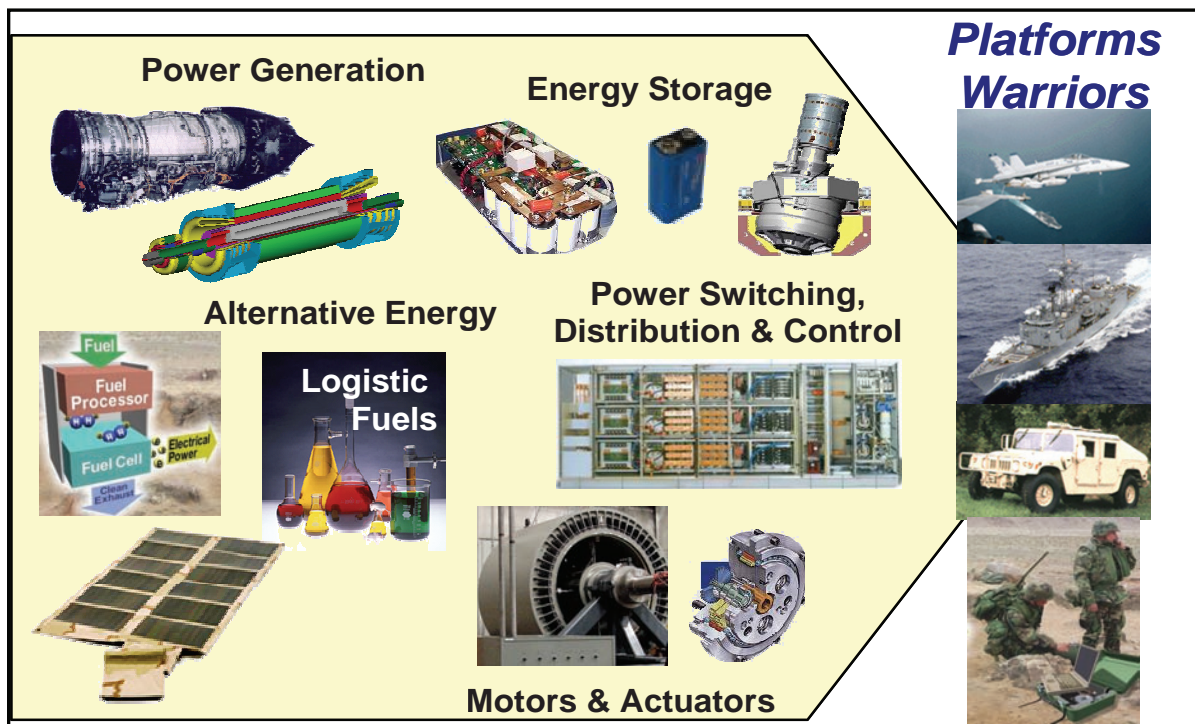 Platforms
Warriors
Power Generation
Energy Storage
Alternative Energy
Power Switching,
Distribution & Control
Fuel
Fuel
Processor
H H
H H
Fuel Cell
Electrical
Power
Clean
Exhaust
Logistic
Fuels
Motors & Actuators